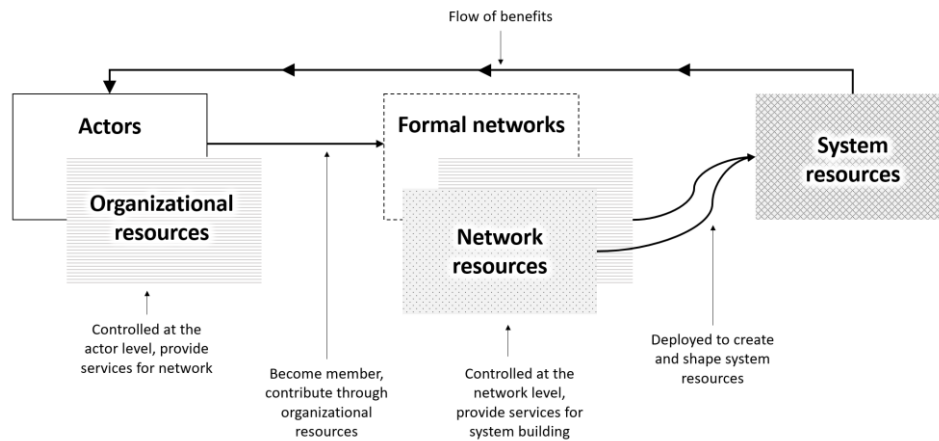 Flow of benefits
Actors
Formal networks
System
resources
Organizational
resources
Network
resources
Controlled at the
actor level, provide
services for network
Become member,
contribute through
organizational
resources
Controlled at the
network level,
provide services for
system building
Deployed to create
and shape system
resources